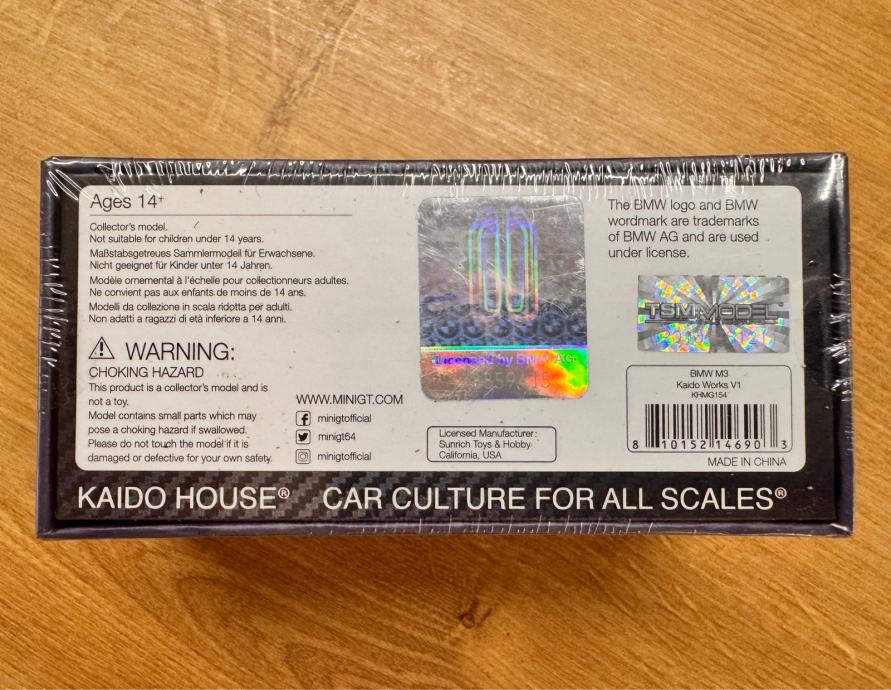 Ages 14+
Collector's model.
Not suitable for children under 14 years.
Maßstabsgetreues Sammlermodell für Erwachsene.
Nicht geeignet für Kinder unter 14 Jahren.
Modèle ornemental à l'échelle pour collectionneurs adultes.
Ne convient pas aux enfants de moins de 14 ans.
Modelli da collezione in scala ridotta per adulti.
Non adatti a ragazzi di età inferiore a 14 anni.
WARNING:
CHOKING HAZARD
This product is a collector's model and is
not a toy.
Model contains small parts which may
pose a choking hazard if swallowed.
Please do not touch the model if it is
damaged or defective for your own safety.
WWW.MINIGT.COM
minigtofficial
minigt64
minigtofficial
Licensed by BMW AG
Licensed Manufacturer:
Sunrich Toys & Hobby
California, USA
The BMW logo and BMW
wordmark are trademarks
of BMW AG and are used
under license.
TSM MODEL
BMW M3
Kaido Works V1
KHMG154
8 10152 14690 3
MADE IN CHINA
KAIDO HOUSE® CAR CULTURE FOR ALL SCALES®